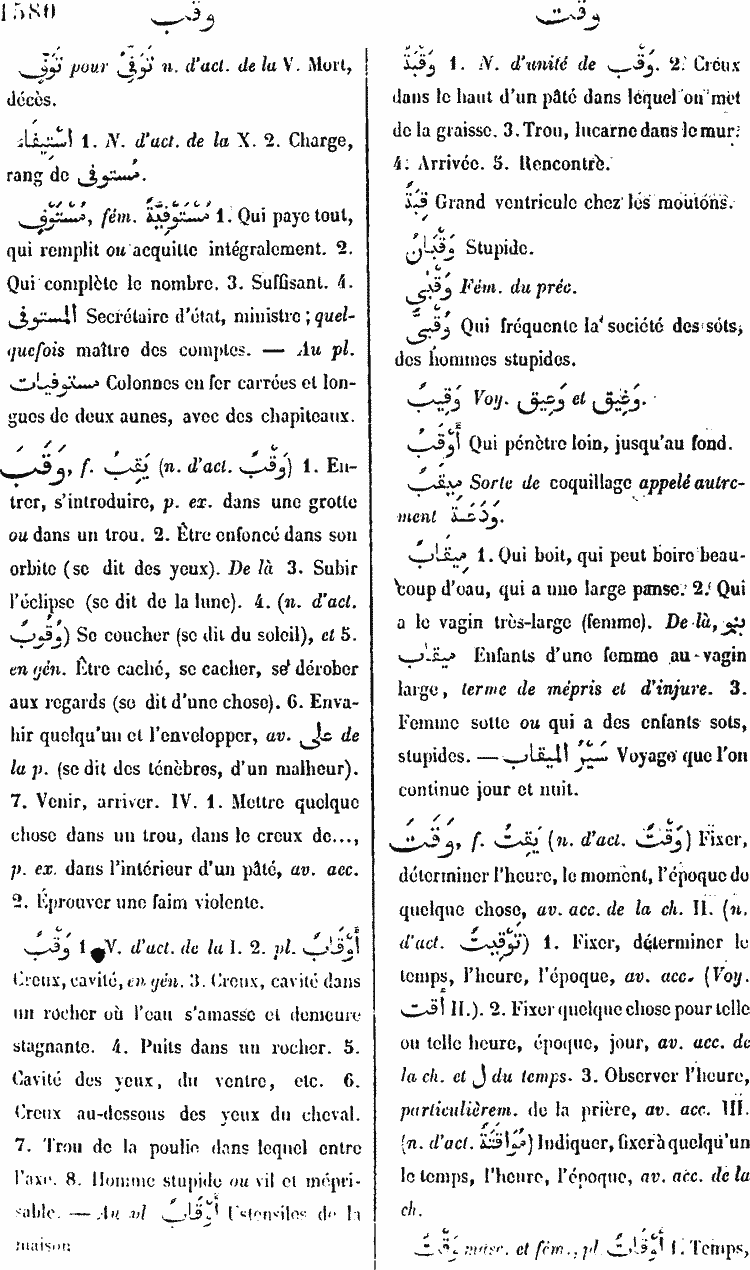 1580
وقب
وقت
تَوَفٍّ pour تَوَفِّيٌ n. d'act. de la V. Mort,
décès.
اسْتِيفَآء 1. N. d'act. de la X. 2. Charge,
rang de مستوفى.
مُسْتَوْفٍ, fém. مُسْتَوْفِيَةٌ 1. Qui paye tout,
qui remplit ou acquitte intégralement. 2.
Qui complète le nombre. 3. Suffisant. 4.
المستوفى Secrétaire d'état, ministre ; quel-
quefois maître des comptes. — Au pl.
مستوفيات Colonnes en fer carrées et lon-
gues de deux aunes, avec des chapiteaux.
وَقَبَ, f. يَقِبُ (n. d'act. وَقْبٌ) 1. En-
trer, s'introduire, p. ex. dans une grotte
ou dans un trou. 2. Être enfoncé dans son
orbite (se dit des yeux). De là 3. Subir
l'éclipse (se dit de la lune). 4. (n. d'act.
وُقُوبٌ) Se coucher (se dit du soleil), et 5.
en gén. Être caché, se cacher, se dérober
aux regards (se dit d'une chose). 6. Enva-
hir quelqu'un et l'envelopper, av. على de
la p. (se dit des ténèbres, d'un malheur).
7. Venir, arriver. IV. 1. Mettre quelque
chose dans un trou, dans le creux de...,
p. ex. dans l'intérieur d'un pâté, av. acc.
2. Éprouver une faim violente.
وَقْبٌ 1. N. d'act. de la I. 2. pl. أَوْقَابٌ
Creux, cavité, en gén. 3. Creux, cavité dans
un rocher où l'eau s'amasse et demeure
stagnante. 4. Puits dans un rocher. 5.
Cavité des yeux, du ventre, etc. 6.
Creux au-dessous des yeux du cheval.
7. Trou de la poulie dans lequel entre
l'axe. 8. Homme stupide ou vil et mépri-
sable. — Au pl. أَوْقَابٌ Ustensiles de la
maison
وَقْبَةٌ 1. N. d'unité de وَقْب. 2. Creux
dans le haut d'un pâté dans lequel on met
de la graisse. 3. Trou, lucarne dans le mur.
4. Arrivée. 5. Rencontre.
قِبَةٌ Grand ventricule chez les moutons.
وَقْبَانُ Stupide.
وَقْبَى Fém. du préc.
وَقْبِيٌّ Qui fréquente la société des sots,
des hommes stupides.
وَقِيبٌ Voy. وَعِيق et وَغِيق.
أَوْقَبُ Qui pénètre loin, jusqu'au fond.
مِيقَبٌ Sorte de coquillage appelé autre-
ment وَدْعَة.
مِيقَابٌ 1. Qui boit, qui peut boire beau-
coup d'eau, qui a une large panse. 2. Qui
a le vagin très-large (femme). De là, بنو
ميقاب Enfants d'une femme au vagin
large, terme de mépris et d'injure. 3.
Femme sotte ou qui a des enfants sots,
stupides. — سَيْرُ الميقاب Voyage que l'on
continue jour et nuit.
وَقَتَ, f. يَقِتُ (n. d'act. وَقْتٌ) Fixer,
déterminer l'heure, le moment, l'époque de
quelque chose, av. acc. de la ch. II. (n.
d'act. تَوْقِيتٌ) 1. Fixer, déterminer le
temps, l'heure, l'époque, av. acc. (Voy.
أقت II.). 2. Fixer quelque chose pour telle
ou telle heure, époque, jour, av. acc. de
la ch. et ل du temps. 3. Observer l'heure,
particulièrem. de la prière, av. acc. III.
(n. d'act. مُوَاقَتَةٌ) Indiquer, fixer à quelqu'un
le temps, l'heure, l'époque, av. acc. de la
ch.
وَقْتٌ masc. et fém., pl. أَوْقَاتٌ 1. Temps,